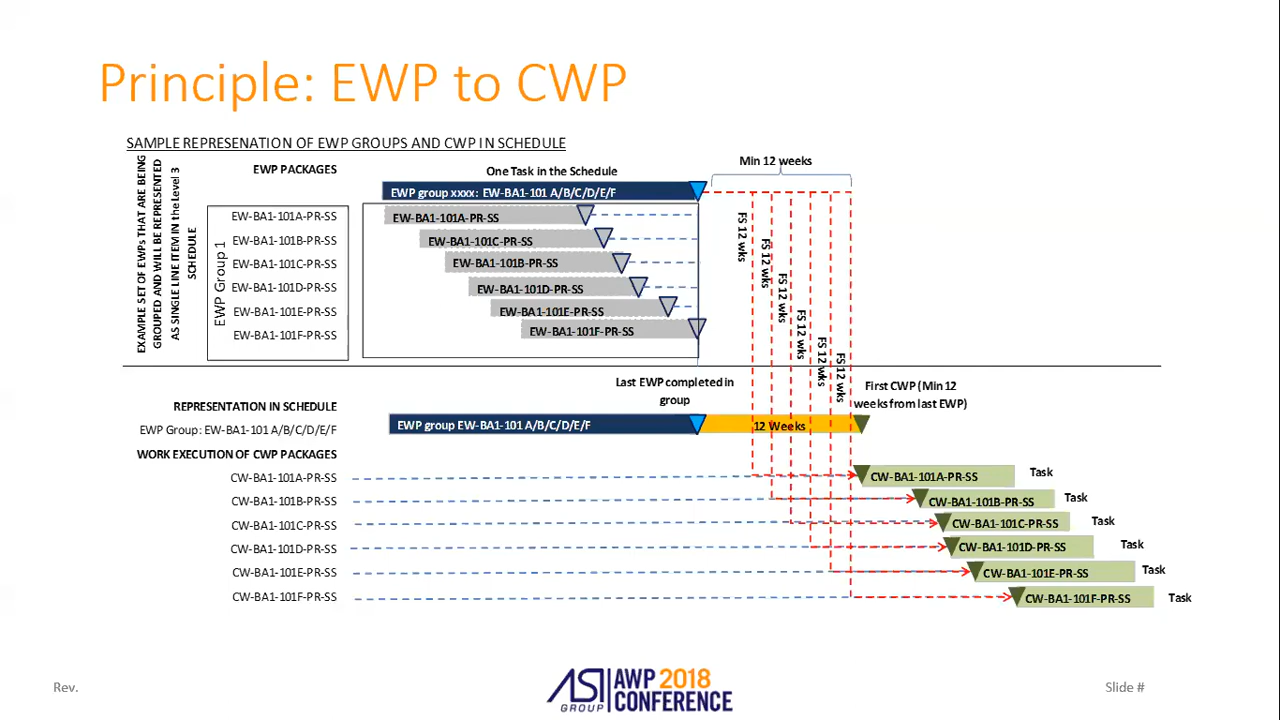 Principle: EWP to CWP
SAMPLE REPRESENATION OF EWP GROUPS AND CWP IN SCHEDULE
EXAMPLE SET OF EWPs THAT ARE BEING
GROUPED AND WILL BE REPRESENTED
AS SINGLE LINE ITEM IN the Level 3
SCHEDULE
EWP PACKAGES
One Task in the Schedule
Min 12 weeks
EWP group xxxx: EW-BA1-101 A/B/C/D/E/F
EWP Group 1
EW-BA1-101A-PR-SS
EW-BA1-101B-PR-SS
EW-BA1-101C-PR-SS
EW-BA1-101D-PR-SS
EW-BA1-101E-PR-SS
EW-BA1-101F-PR-SS
EW-BA1-101A-PR-SS
EW-BA1-101C-PR-SS
EW-BA1-101B-PR-SS
EW-BA1-101D-PR-SS
EW-BA1-101E-PR-SS
EW-BA1-101F-PR-SS
FS 12 wks
FS 12 wks
FS 12 wks
FS 12 wks
FS 12 wks
FS 12 wks
Last EWP completed in
group
First CWP (Min 12
weeks from last EWP)
REPRESENTATION IN SCHEDULE
EWP Group: EW-BA1-101 A/B/C/D/E/F
EWP group EW-BA1-101 A/B/C/D/E/F
12 Weeks
WORK EXECUTION OF CWP PACKAGES
CW-BA1-101A-PR-SS
CW-BA1-101A-PR-SS
Task
CW-BA1-101B-PR-SS
CW-BA1-101B-PR-SS
Task
CW-BA1-101C-PR-SS
CW-BA1-101C-PR-SS
Task
CW-BA1-101D-PR-SS
CW-BA1-101D-PR-SS
Task
CW-BA1-101E-PR-SS
CW-BA1-101E-PR-SS
Task
CW-BA1-101F-PR-SS
CW-BA1-101F-PR-SS
Task
Rev.
ASI
GROUP
AWP 2018
CONFERENCE
Slide #